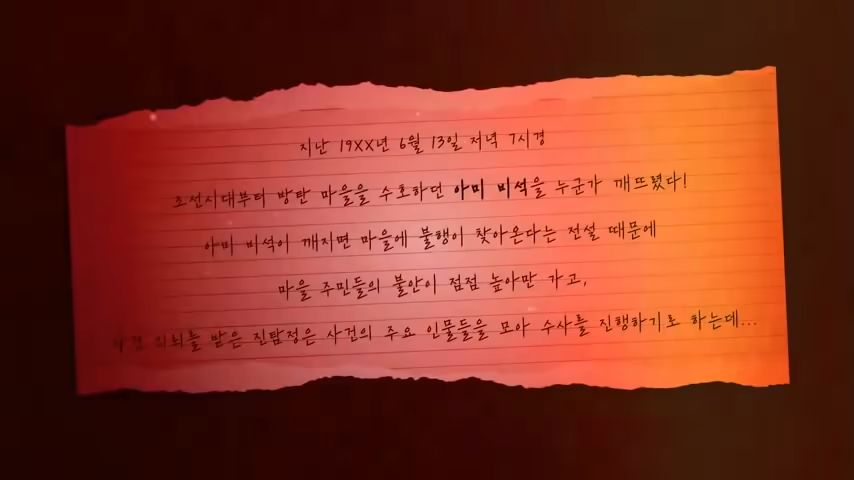 지난 19XX년 6월 13일 저녁 7시경
조선시대부터 방탄 마을을 수호하던 아미 비석을 누군가 깨뜨렸다!
아미 비석이 깨지면 마을에 불행이 찾아온다는 전설 때문에
마을 주민들의 불안이 점점 높아만 가고,
의뢰를 받은 진탐정은 사건의 주요 인물들을 모아 수사를 진행하기로 하는데...